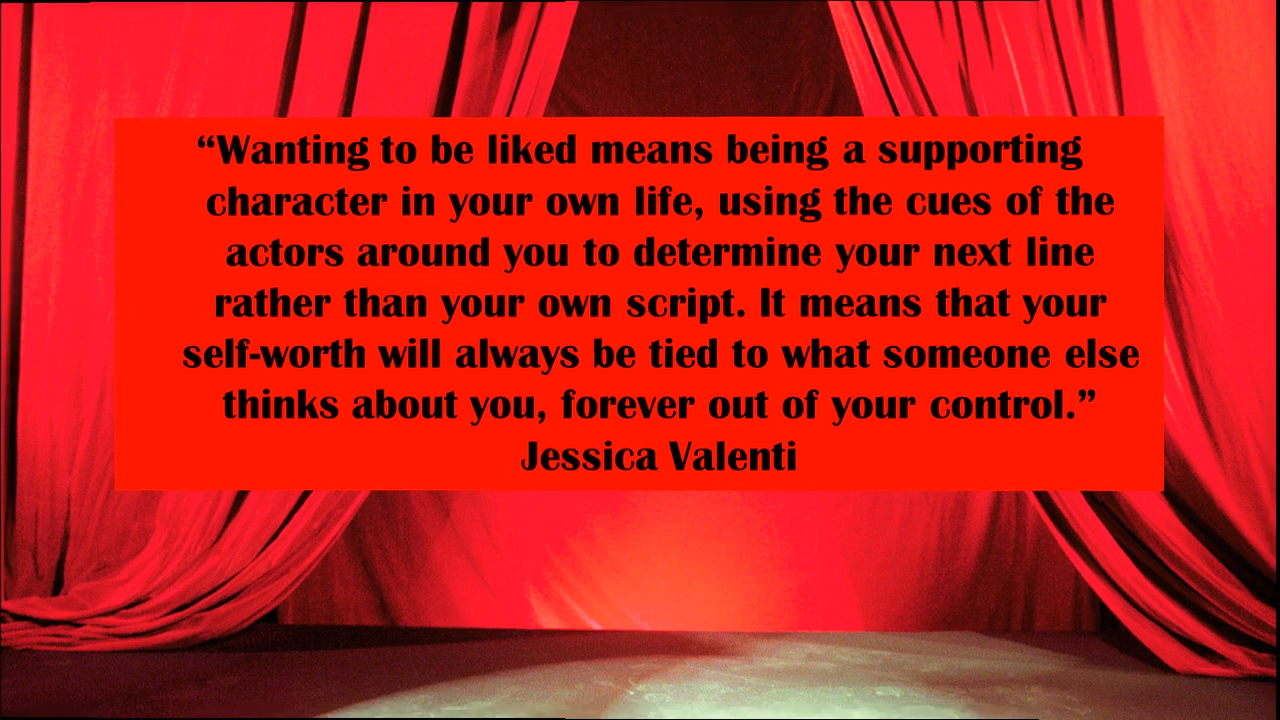 “Wanting to be liked means being a supporting
character in your own life, using the cues of the
actors around you to determine your next line
rather than your own script. It means that your
self-worth will always be tied to what someone else
thinks about you, forever out of your control.”
Jessica Valenti